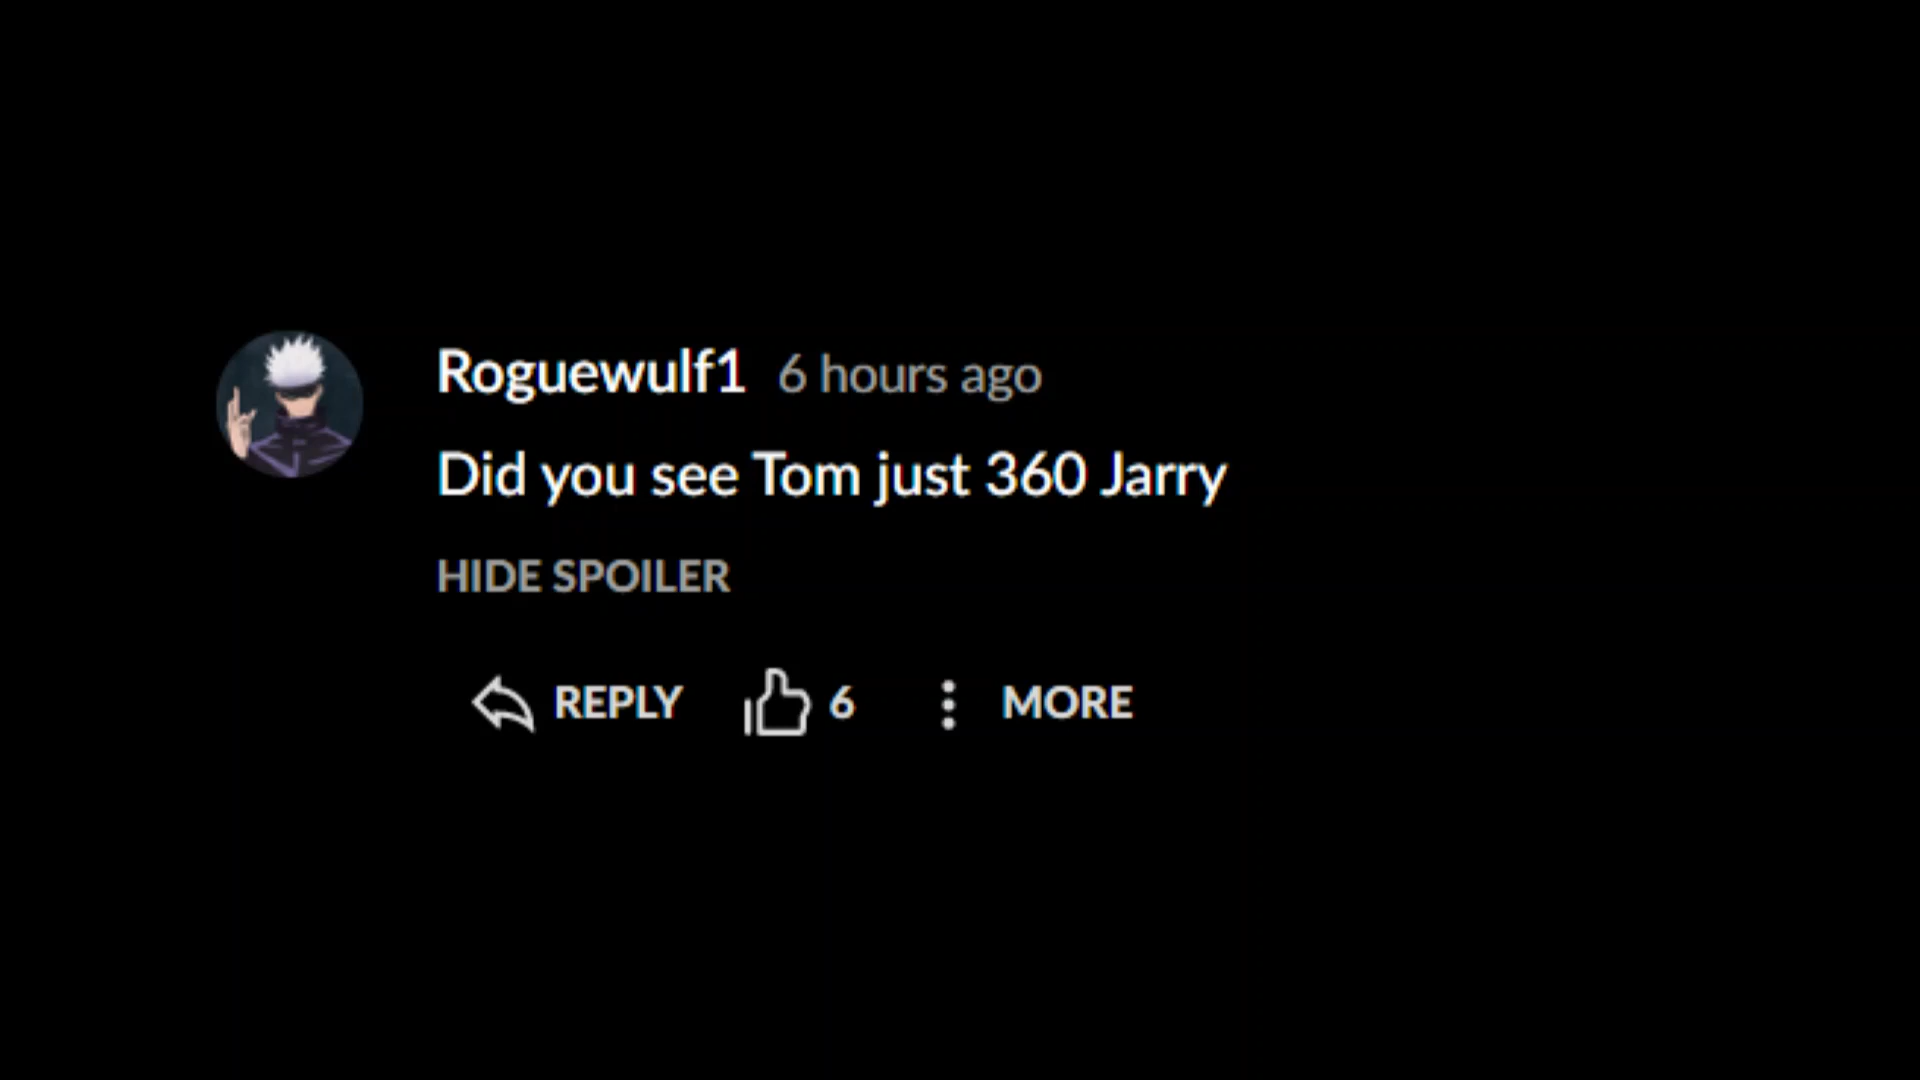 Roguewulf1 6 hours ago
Did you see Tom just 360 Jarry
HIDE SPOILER
REPLY 6 MORE